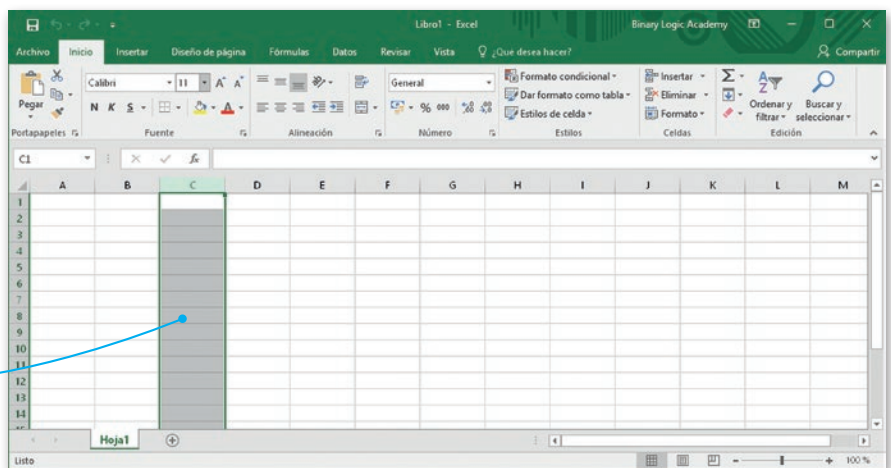 Libro1 - Excel
Binary Logic Academy
Archivo
Inicio
Insertar
Diseño de página
Fórmulas
Datos
Revisar
Vista
¿Que desea hacer?
Compartir
Pegar
Calibri
11
A A
N K S
A
General
% 000
Formato condicional
Dar formato como tabla
Estilos de celda
Insertar
Eliminar
Formato
Σ
Ordenar y
filtrar
Buscar y
seleccionar
Portapapeles
Fuente
Alineación
Número
Estilos
Celdas
Edición
C1
fx
A B C D E F G H I J K L M
1
2
3
4
5
6
7
8
9
10
11
12
13
14
Hoja1
Listo
100 %